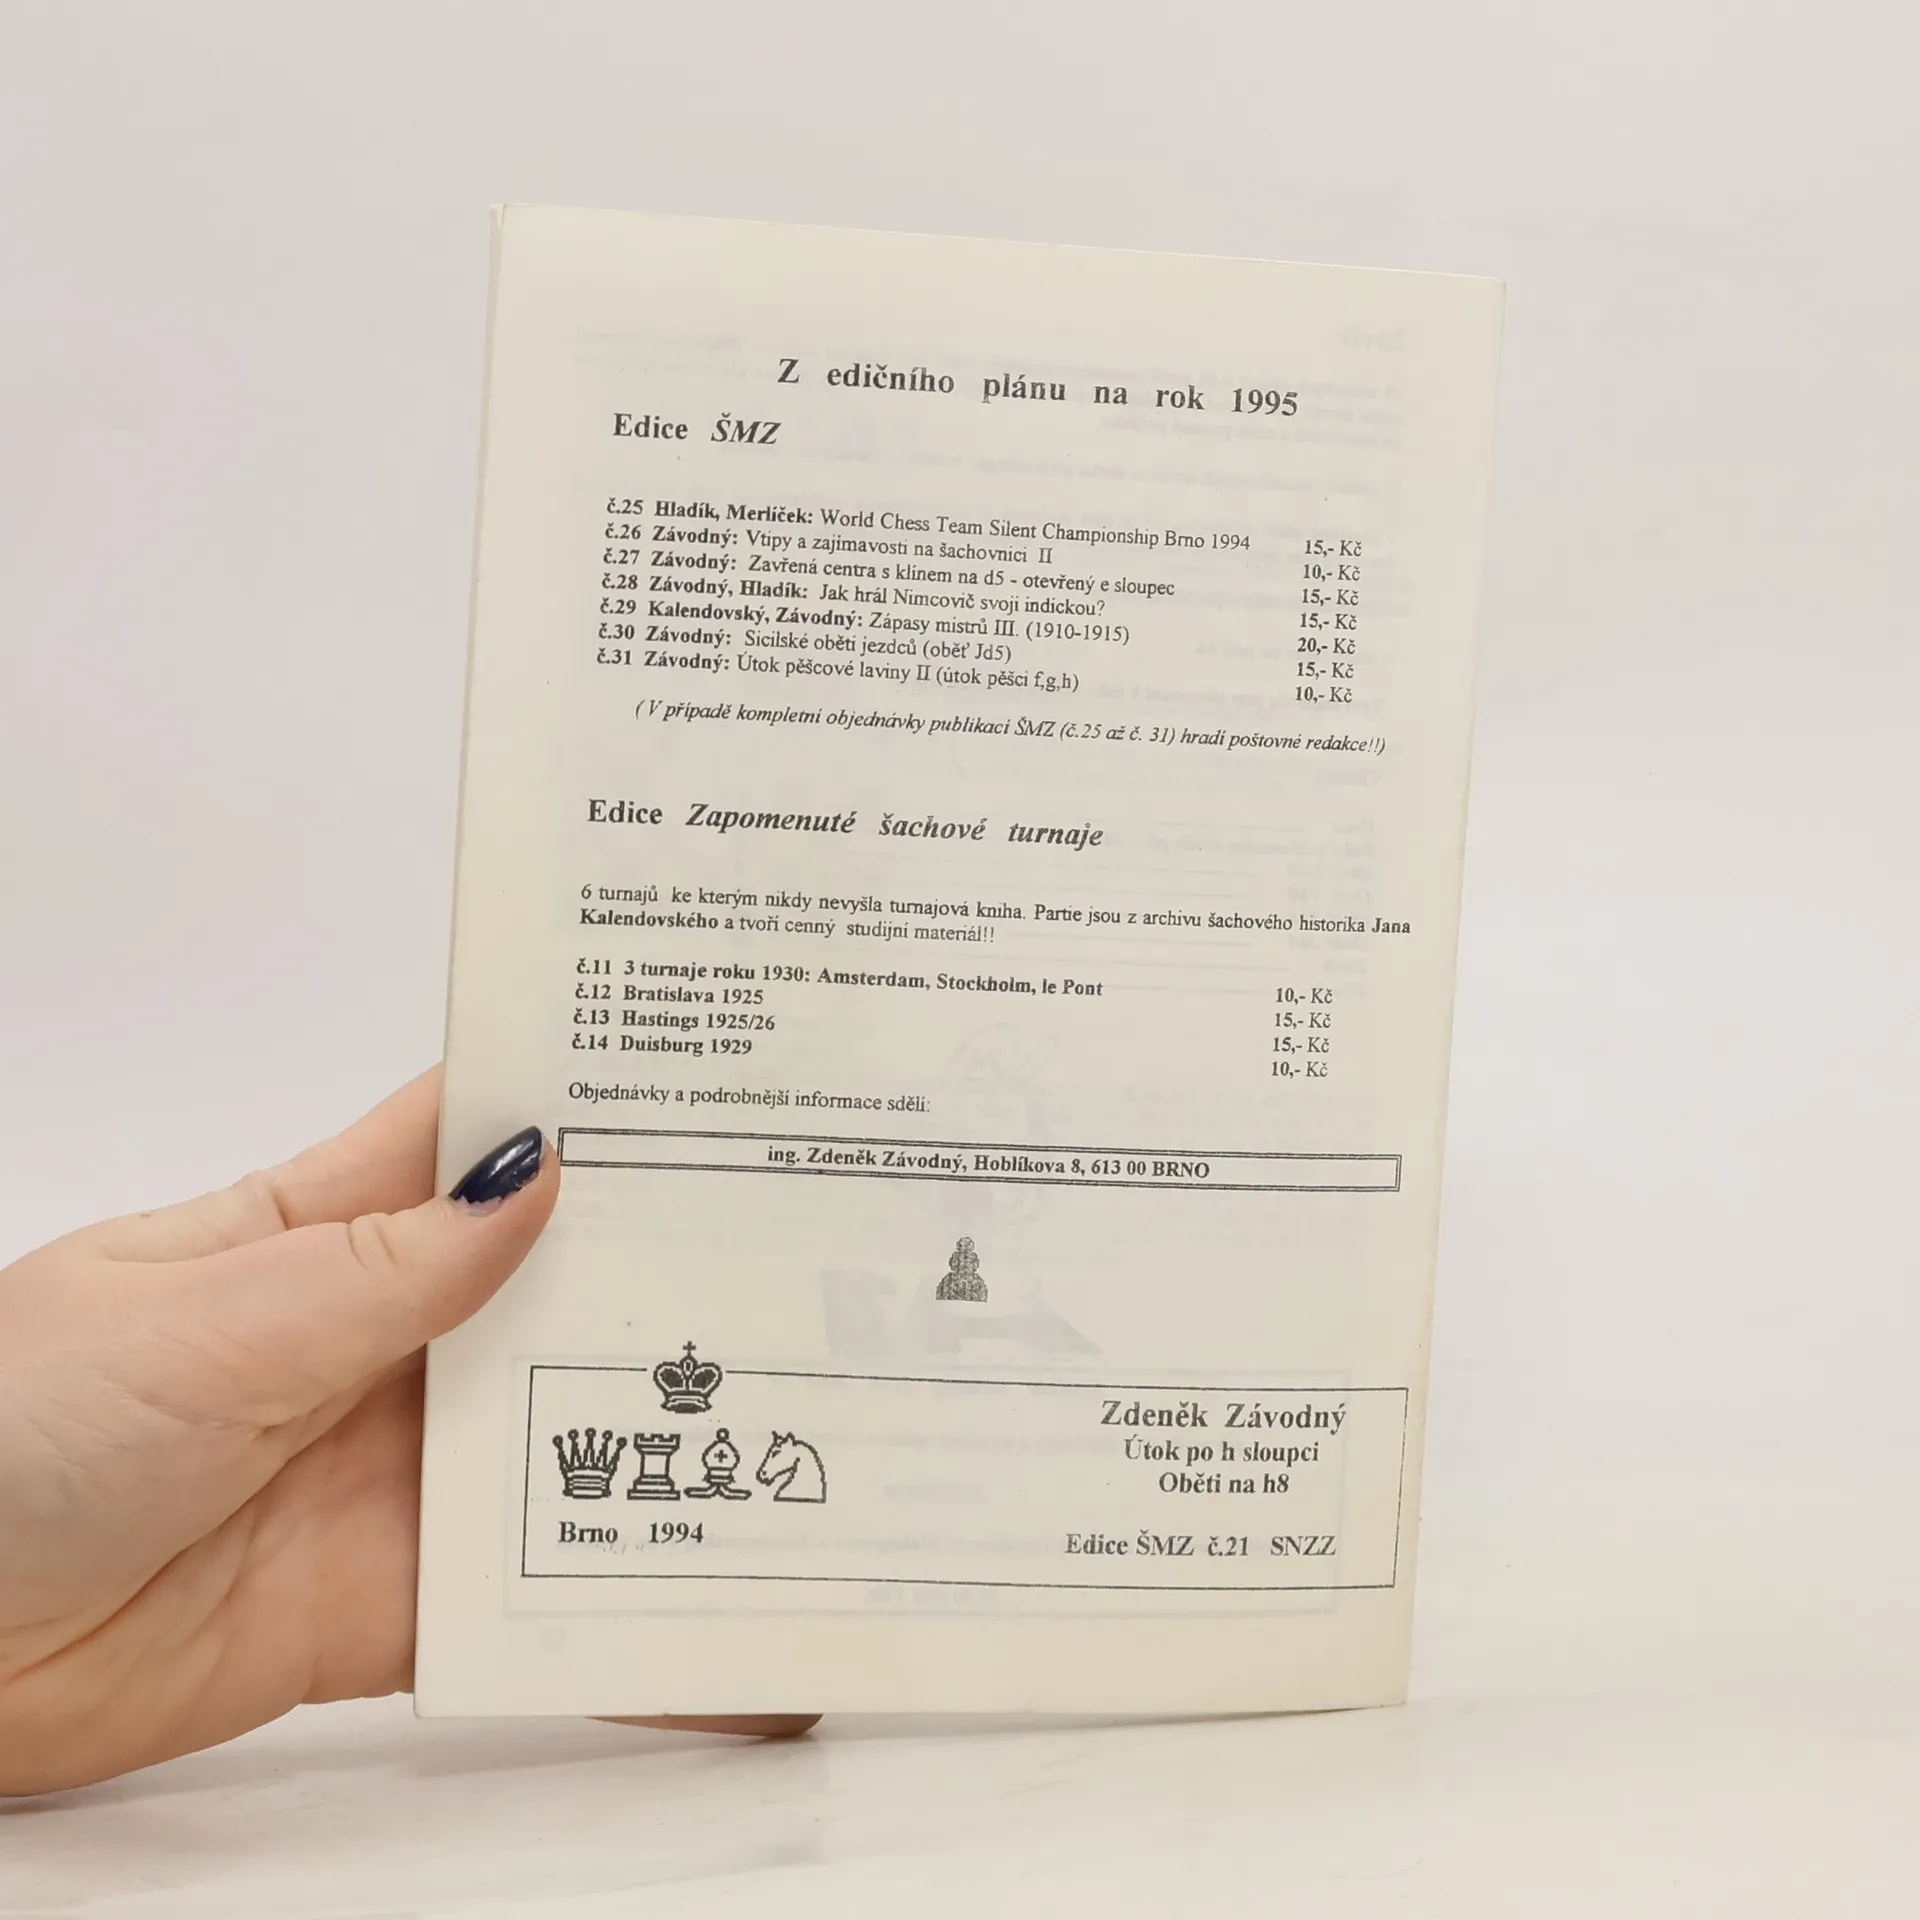 Z edičního plánu na rok 1995
Edice ŠMZ
č.25 Hladík, Merlíček: World Chess Team Silent Championship Brno 1994 15,- Kč
č.26 Závodný: Vtipy a zajímavosti na šachovnici II 10,- Kč
č.27 Závodný: Zavřená centra s klínem na d5 - otevřený e sloupec 15,- Kč
č.28 Závodný, Hladík: Jak hrál Nimcovič svoji indickou? 15,- Kč
č.29 Kalendovský, Závodný: Zápasy mistrů III. (1910-1915) 20,- Kč
č.30 Závodný: Sicilské oběti jezdců (oběť Jd5) 15,- Kč
č.31 Závodný: Útok pěšcové laviny II (útok pěšci f,g,h) 10,- Kč
( V případě kompletní objednávky publikací ŠMZ (č.25 až č. 31) hradí poštovné redakce!!)
Edice Zapomenuté šachové turnaje
6 turnajů ke kterým nikdy nevyšla turnajová kniha. Partie jsou z archivu šachového historika Jana
Kalendovského a tvoří cenný studijní materiál!!
č.11 3 turnaje roku 1930: Amsterdam, Stockholm, le Pont 10,- Kč
č.12 Bratislava 1925 15,- Kč
č.13 Hastings 1925/26 15,- Kč
č.14 Duisburg 1929 10,- Kč
Objednávky a podrobnější informace sdělí:
ing. Zdeněk Závodný, Hoblíkova 8, 613 00 BRNO
Zdeněk Závodný
Útok po h sloupci
Oběti na h8
Brno 1994
Edice ŠMZ č.21 SNZZ